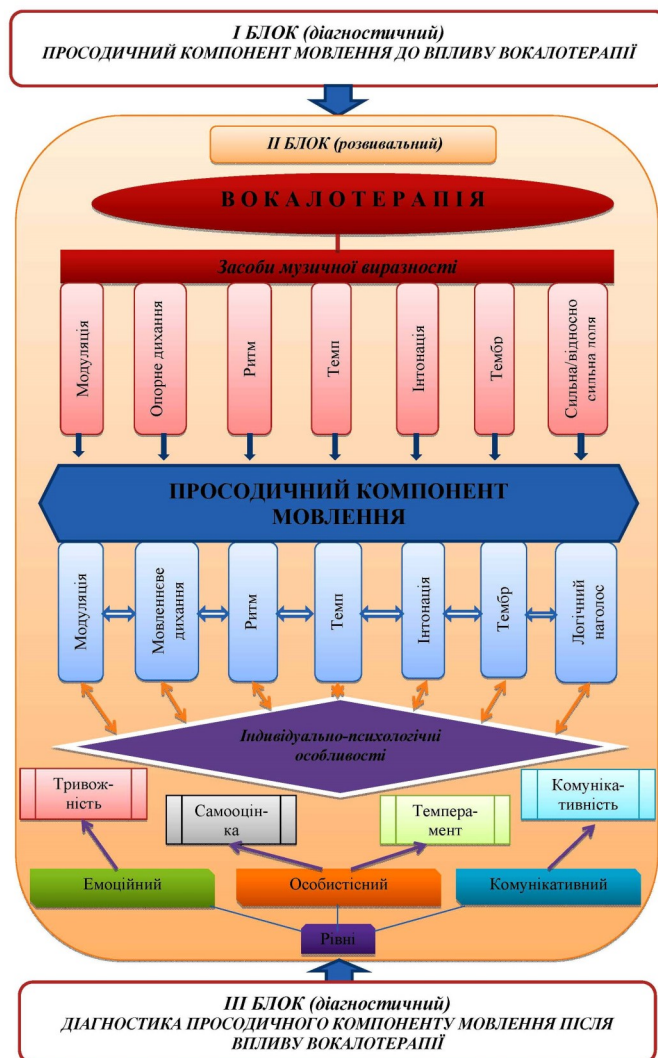 І БЛОК (діагностичний)
ПРОСОДИЧНИЙ КОМПОНЕНТ МОВЛЕННЯ ДО ВПЛИВУ ВОКАЛОТЕРАПІЇ
ІІ БЛОК (розвивальний)
ВОКАЛОТЕРАПІЯ
Засоби музичної виразності
Модуляція
Опорне дихання
Ритм
Темп
Інтонація
Тембр
Сильна/відносно
сильна доля
ПРОСОДИЧНИЙ КОМПОНЕНТ
МОВЛЕННЯ
Модуляція
Мовленнєве
дихання
Ритм
Темп
Інтонація
Тембр
Логічний
наголос
Індивідуально-психологічні
особливості
Тривож-
ність
Самооцін-
ка
Темпера-
мент
Комуніка-
тивність
Емоційний
Особистісний
Комунікативний
Рівні
ІІІ БЛОК (діагностичний)
ДІАГНОСТИКА ПРОСОДИЧНОГО КОМПОНЕНТУ МОВЛЕННЯ ПІСЛЯ
ВПЛИВУ ВОКАЛОТЕРАПІЇ